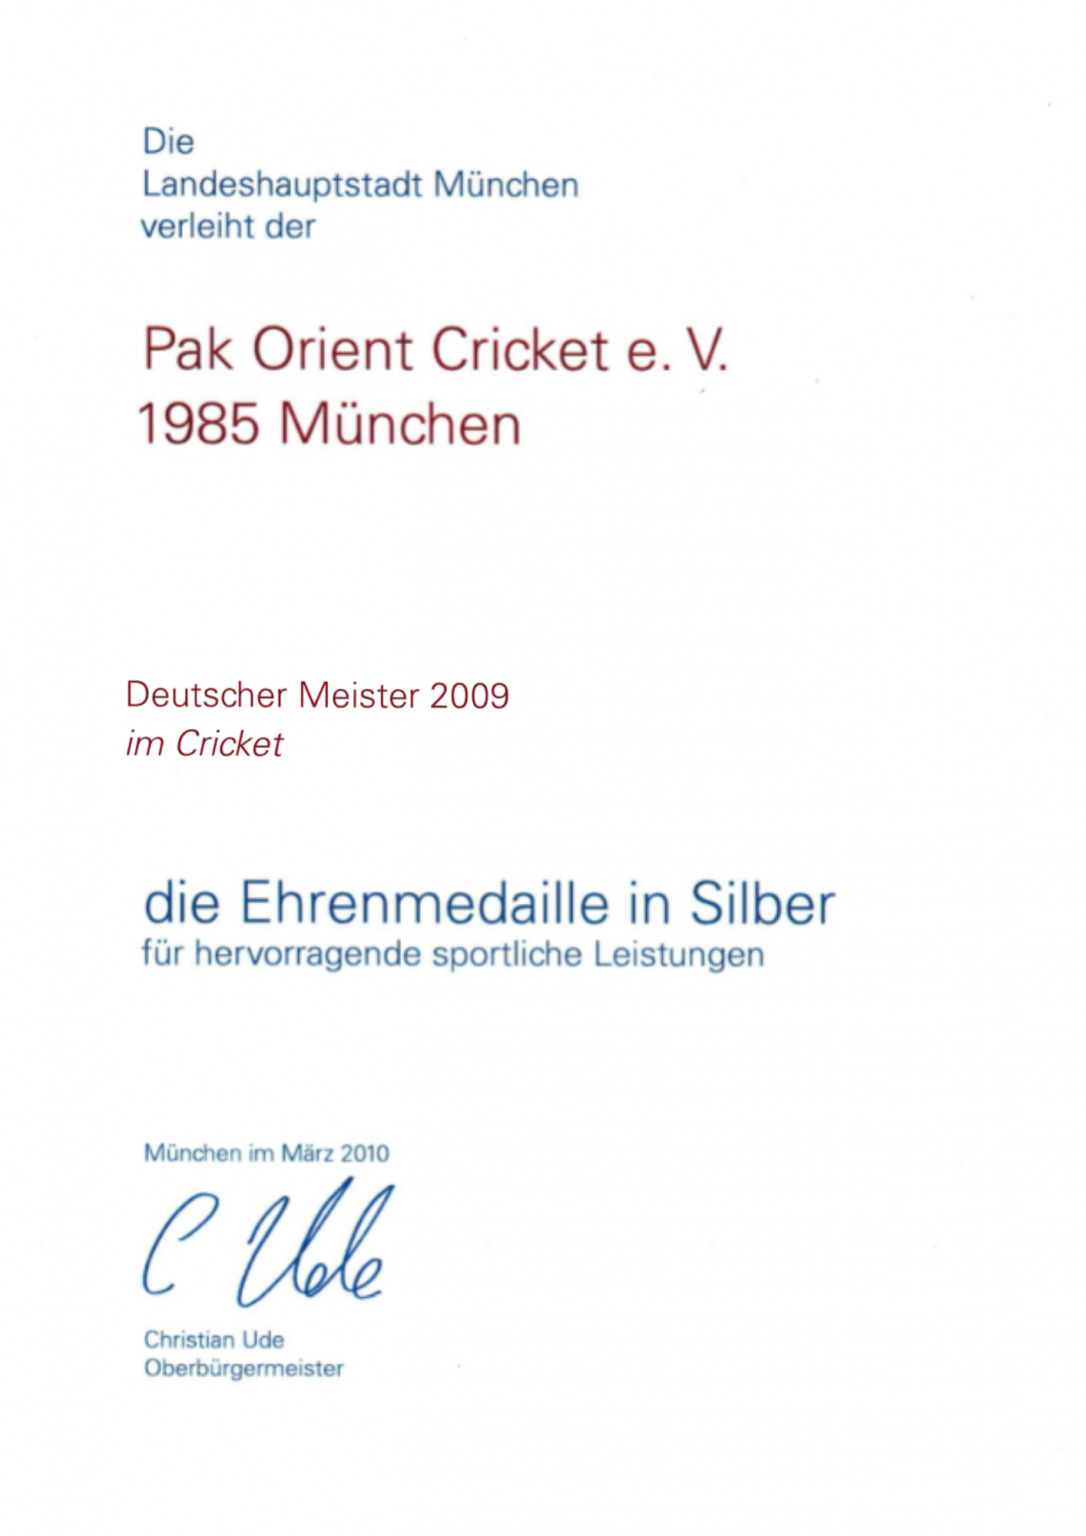 Die
Landeshauptstadt München
verleiht der
Pak Orient Cricket e. V.
1985 München
Deutscher Meister 2009
im Cricket
die Ehrenmedaille in Silber
für hervorragende sportliche Leistungen
München im März 2010
C Ude
Christian Ude
Oberbürgermeister